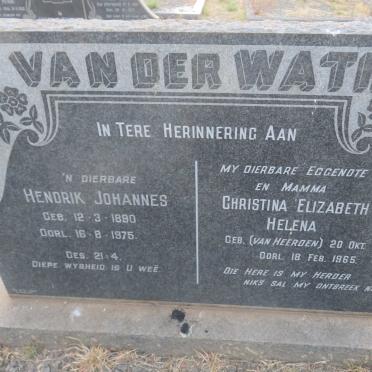 VAN DER WATH
IN TERE HERINNERING AAN
'N DIERBARE
HENDRIK JOHANNES
GEB. 12-3-1890
OORL. 16-8-1975.
GES. 21:4.
DIEPE WYSHEID IS U WEË.
MY DIERBARE EGGENOTE
EN MAMMA
CHRISTINA ELIZABETH
HELENA
GEB. (VAN HEERDEN) 20 OKT.
OORL. 18 FEB. 1965.
DIE HERE IS MY HERDER
NIKS SAL MY ONTBREEK